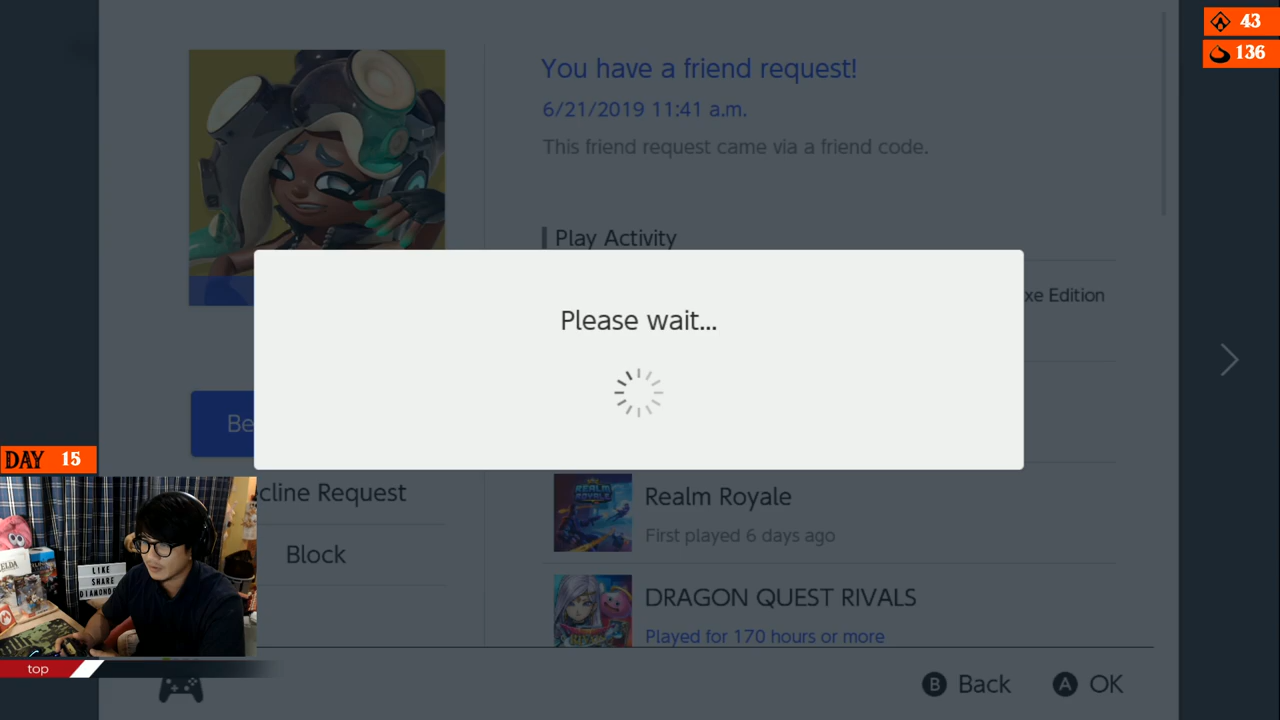 43
136
You have a friend request!
6/21/2019 11:41 a.m.
This friend request came via a friend code.
Play Activity
xe Edition
Please wait...
Be
cline Request
Block
Realm Royale
First played 6 days ago
DRAGON QUEST RIVALS
Played for 170 hours or more
DAY 15
LIKE
SHARE
top
B Back
A OK